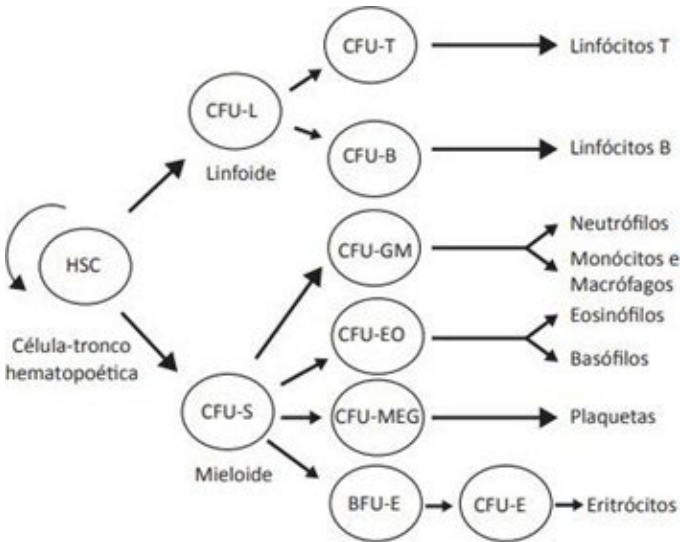 CFU-T
Linfócitos T
CFU-L
Linfoide
CFU-B
Linfócitos B
HSC
Célula-tronco
hematopoética
CFU-GM
Neutrófilos
Monócitos e
Macrófagos
CFU-EO
Eosinófilos
Basófilos
CFU-S
Mieloide
CFU-MEG
Plaquetas
BFU-E
CFU-E
Eritrócitos